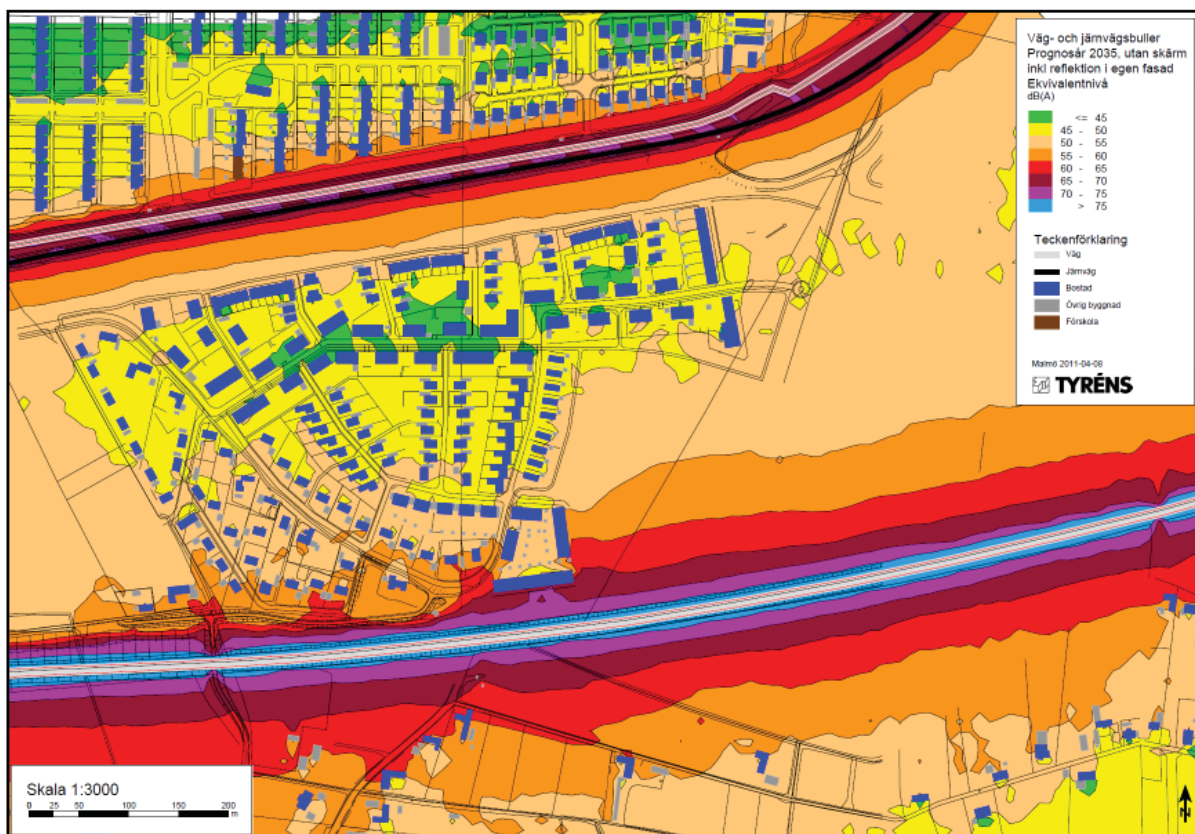 Väg- och järnvägsbuller
Prognosår 2035, utan skärm
inkl reflektion i egen fasad
Ekvivalentnivå
dB(A)
<= 45
45 - 50
50 - 55
55 - 60
60 - 65
65 - 70
70 - 75
> 75
Teckenförklaring
Väg
Järnväg
Bostad
Övrig byggnad
Förskola
Malmö 2011-04-08
TYRÉNS
Skala 1:3000
0 25 50 100 150 200
m